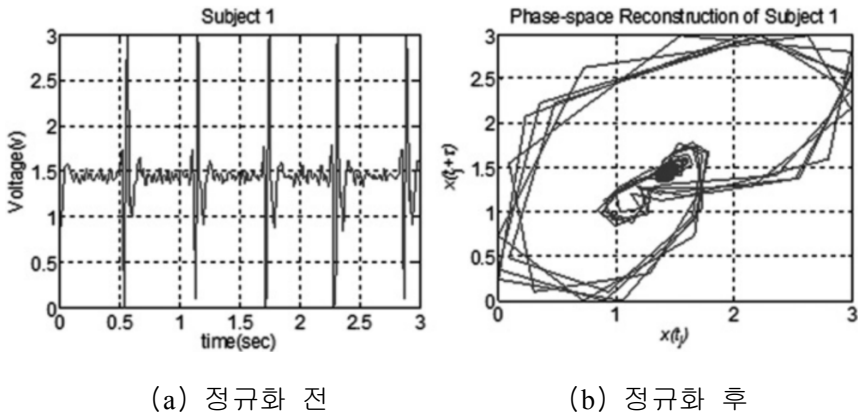 Subject 1
Voltage(v)
3
2.5
2
1.5
1
0.5
0
0 0.5 1 1.5 2 2.5 3
time(sec)
Phase-space Reconstruction of Subject 1
x(tj+τ)
3
2.5
2
1.5
1
0.5
0
0 1 2 3
x(tj)
(a) 정규화 전
(b) 정규화 후